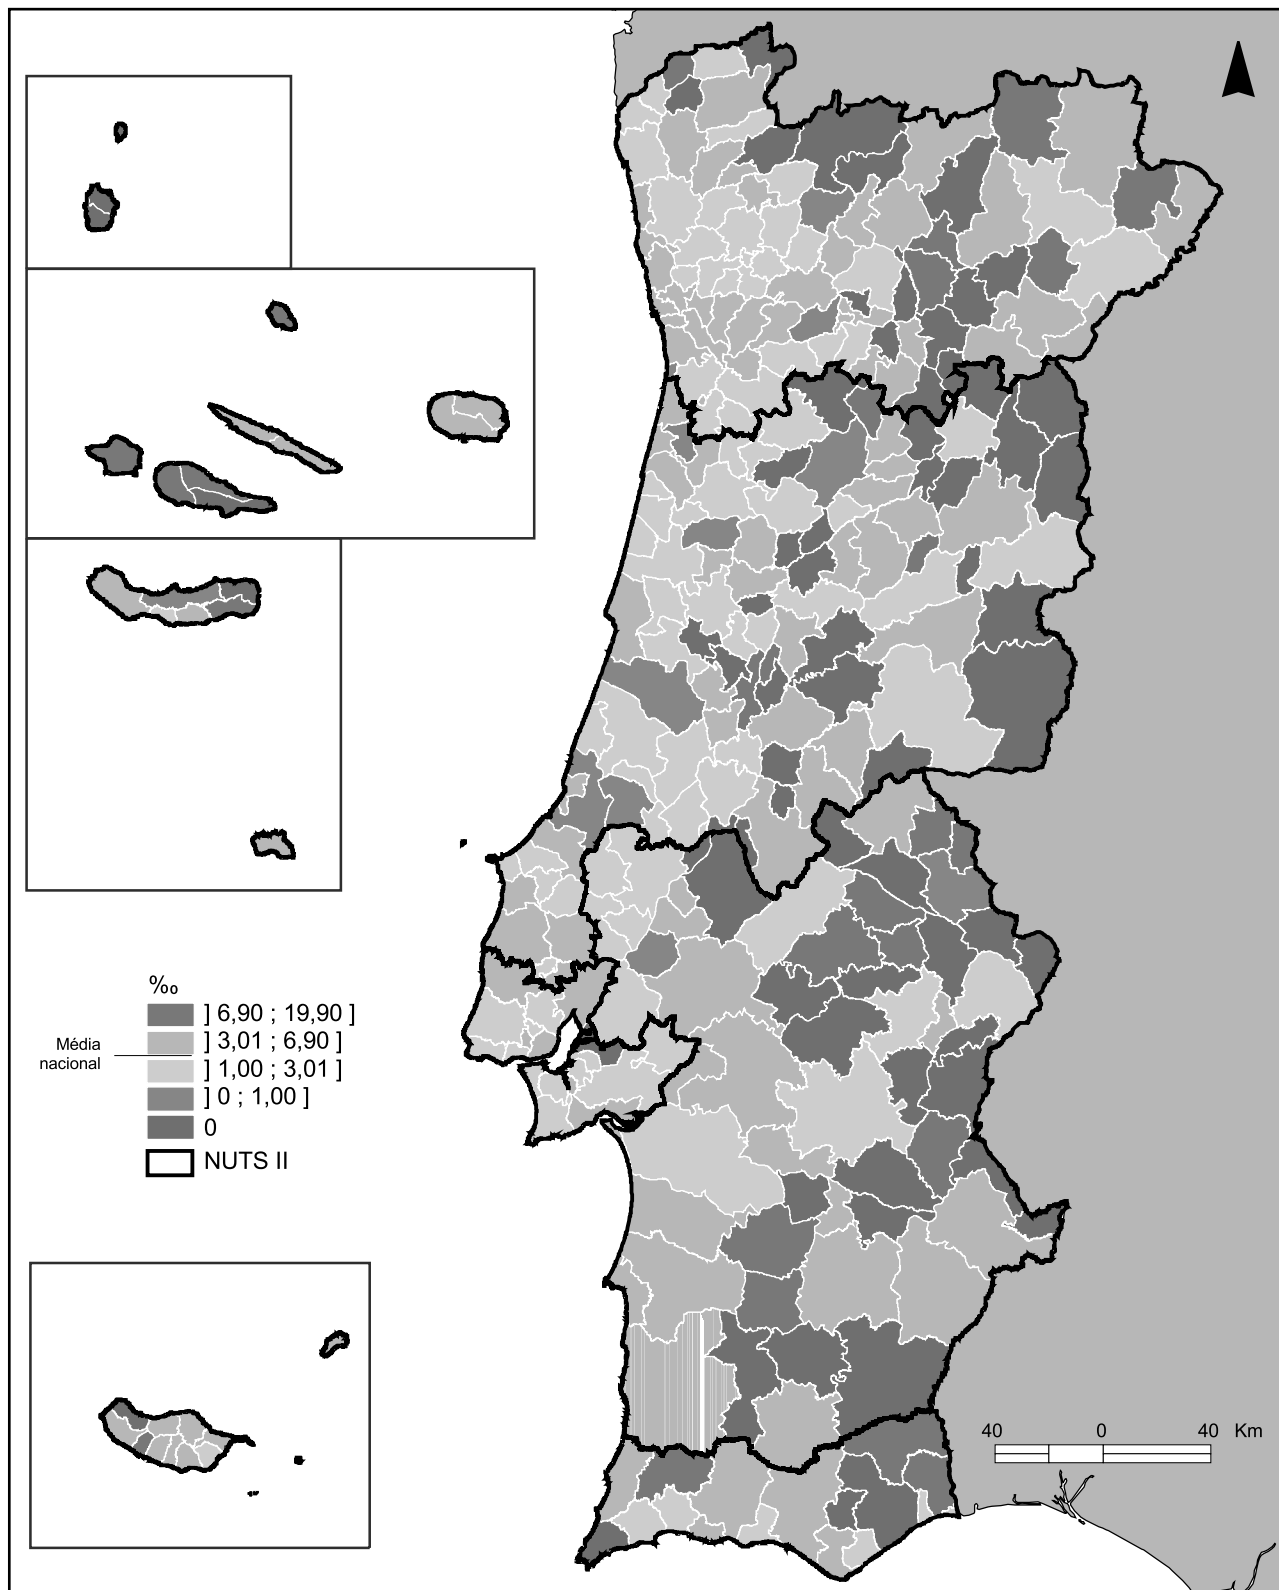 ‰
] 6,90 ; 19,90 ]
] 3,01 ; 6,90 ]
Média
nacional
] 1,00 ; 3,01 ]
] 0 ; 1,00 ]
0
NUTS II
40 0 40 Km